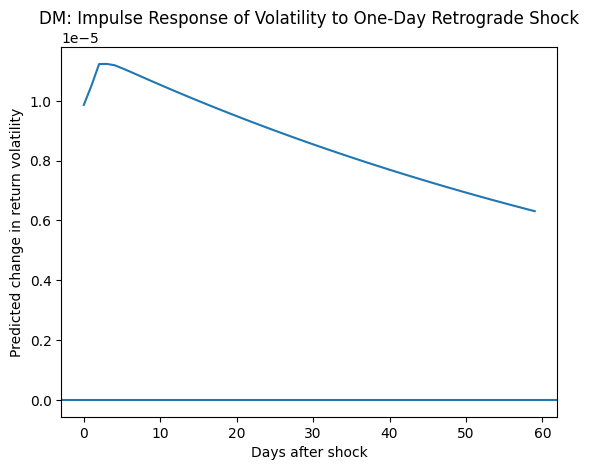 DM: Impulse Response of Volatility to One-Day Retrograde Shock
1e−5
Predicted change in return volatility
1.0
0.8
0.6
0.4
0.2
0.0
0 10 20 30 40 50 60
Days after shock